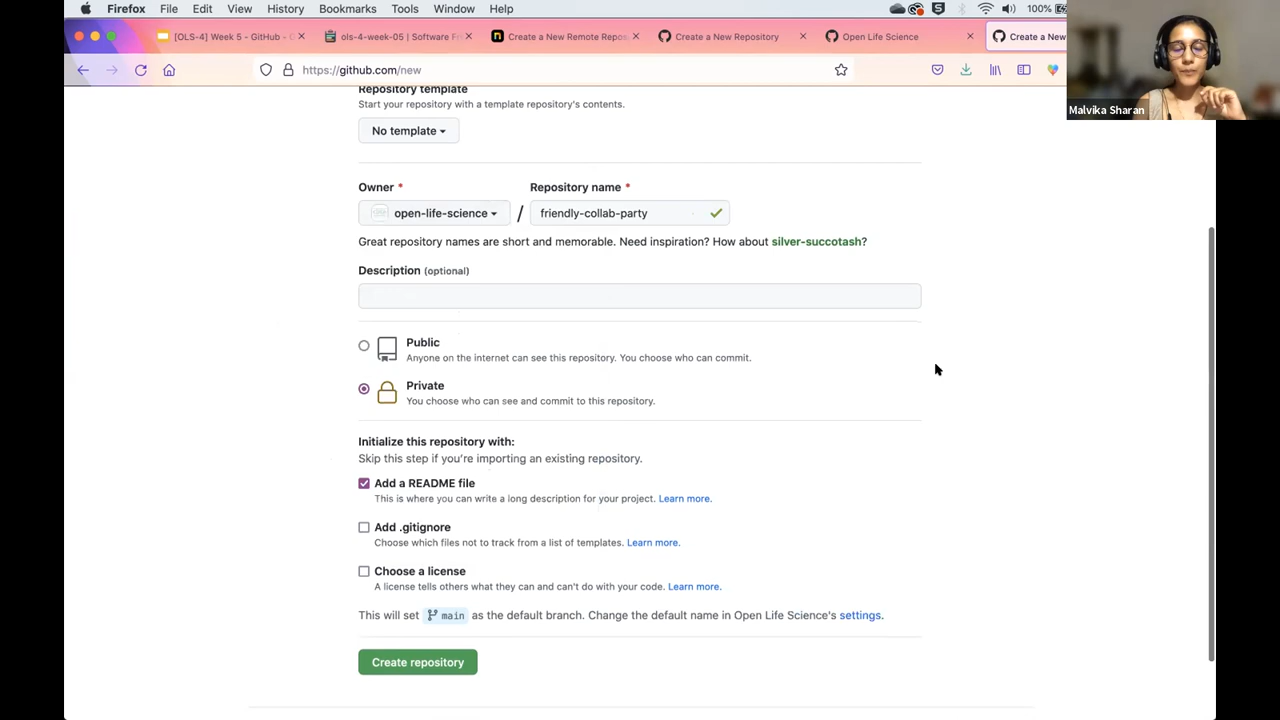 Firefox File Edit View History Bookmarks Tools Window Help 100%
[OLS-4] Week 5 - GitHub - O ols-4-week-05 | Software Fr Create a New Remote Repos Create a New Repository Open Life Science Create a New
https://github.com/new
Malvika Sharan
Repository template
Start your repository with a template repository's contents.
No template
Owner * Repository name *
open-life-science / friendly-collab-party
Great repository names are short and memorable. Need inspiration? How about silver-succotash?
Description (optional)
Public
Anyone on the internet can see this repository. You choose who can commit.
Private
You choose who can see and commit to this repository.
Initialize this repository with:
Skip this step if you're importing an existing repository.
Add a README file
This is where you can write a long description for your project. Learn more.
Add .gitignore
Choose which files not to track from a list of templates. Learn more.
Choose a license
A license tells others what they can and can't do with your code. Learn more.
This will set main as the default branch. Change the default name in Open Life Science's settings.
Create repository